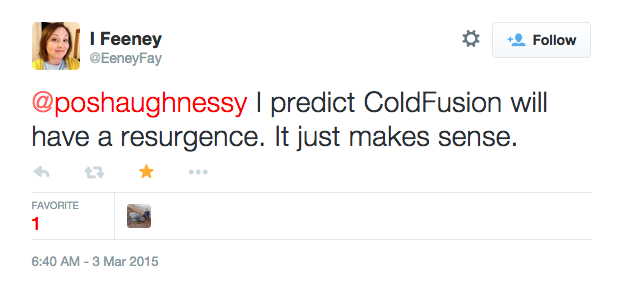 I Feeney
@EeneyFay
Follow
@poshaughnessy I predict ColdFusion will
have a resurgence. It just makes sense.
FAVORITE
1
6:40 AM - 3 Mar 2015